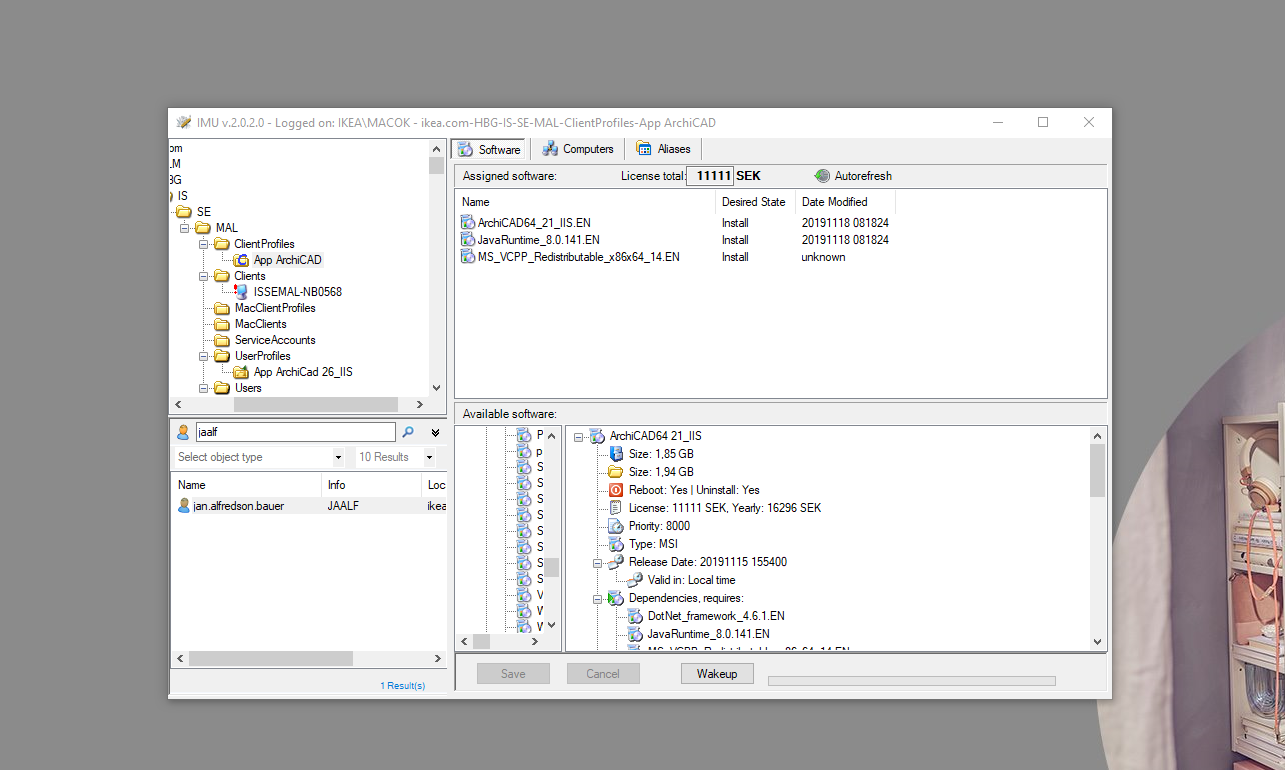 IMU v.2.0.2.0 - Logged on: IKEA\MACOK - ikea.com-HBG-IS-SE-MAL-ClientProfiles-App ArchiCAD
om
LM
BG
IS
SE
MAL
ClientProfiles
App ArchiCAD
Clients
ISSEMAL-NB0568
MacClientProfiles
MacClients
ServiceAccounts
UserProfiles
App ArchiCad 26_IIS
Users
jaalf
Select object type 10 Results
Name Info Loc
jan.alfredson.bauer JAALF ikea
1 Result(s)
Software Computers Aliases
Assigned software: License total: 11111 SEK Autorefresh
Name Desired State Date Modified
ArchiCAD64_21_IIS.EN Install 20191118 081824
JavaRuntime_8.0.141.EN Install 20191118 081824
MS_VCPP_Redistributable_x86x64_14.EN Install unknown
Available software:
P
p
S
S
S
S
S
S
S
S
V
W
W
ArchiCAD64 21_IIS
Size: 1,85 GB
Size: 1,94 GB
Reboot: Yes | Uninstall: Yes
License: 11111 SEK, Yearly: 16296 SEK
Priority: 8000
Type: MSI
Release Date: 20191115 155400
Valid in: Local time
Dependencies, requires:
DotNet_framework_4.6.1.EN
JavaRuntime_8.0.141.EN
MS_VCPP_Redistributable_x86x64_14.EN
Save Cancel Wakeup